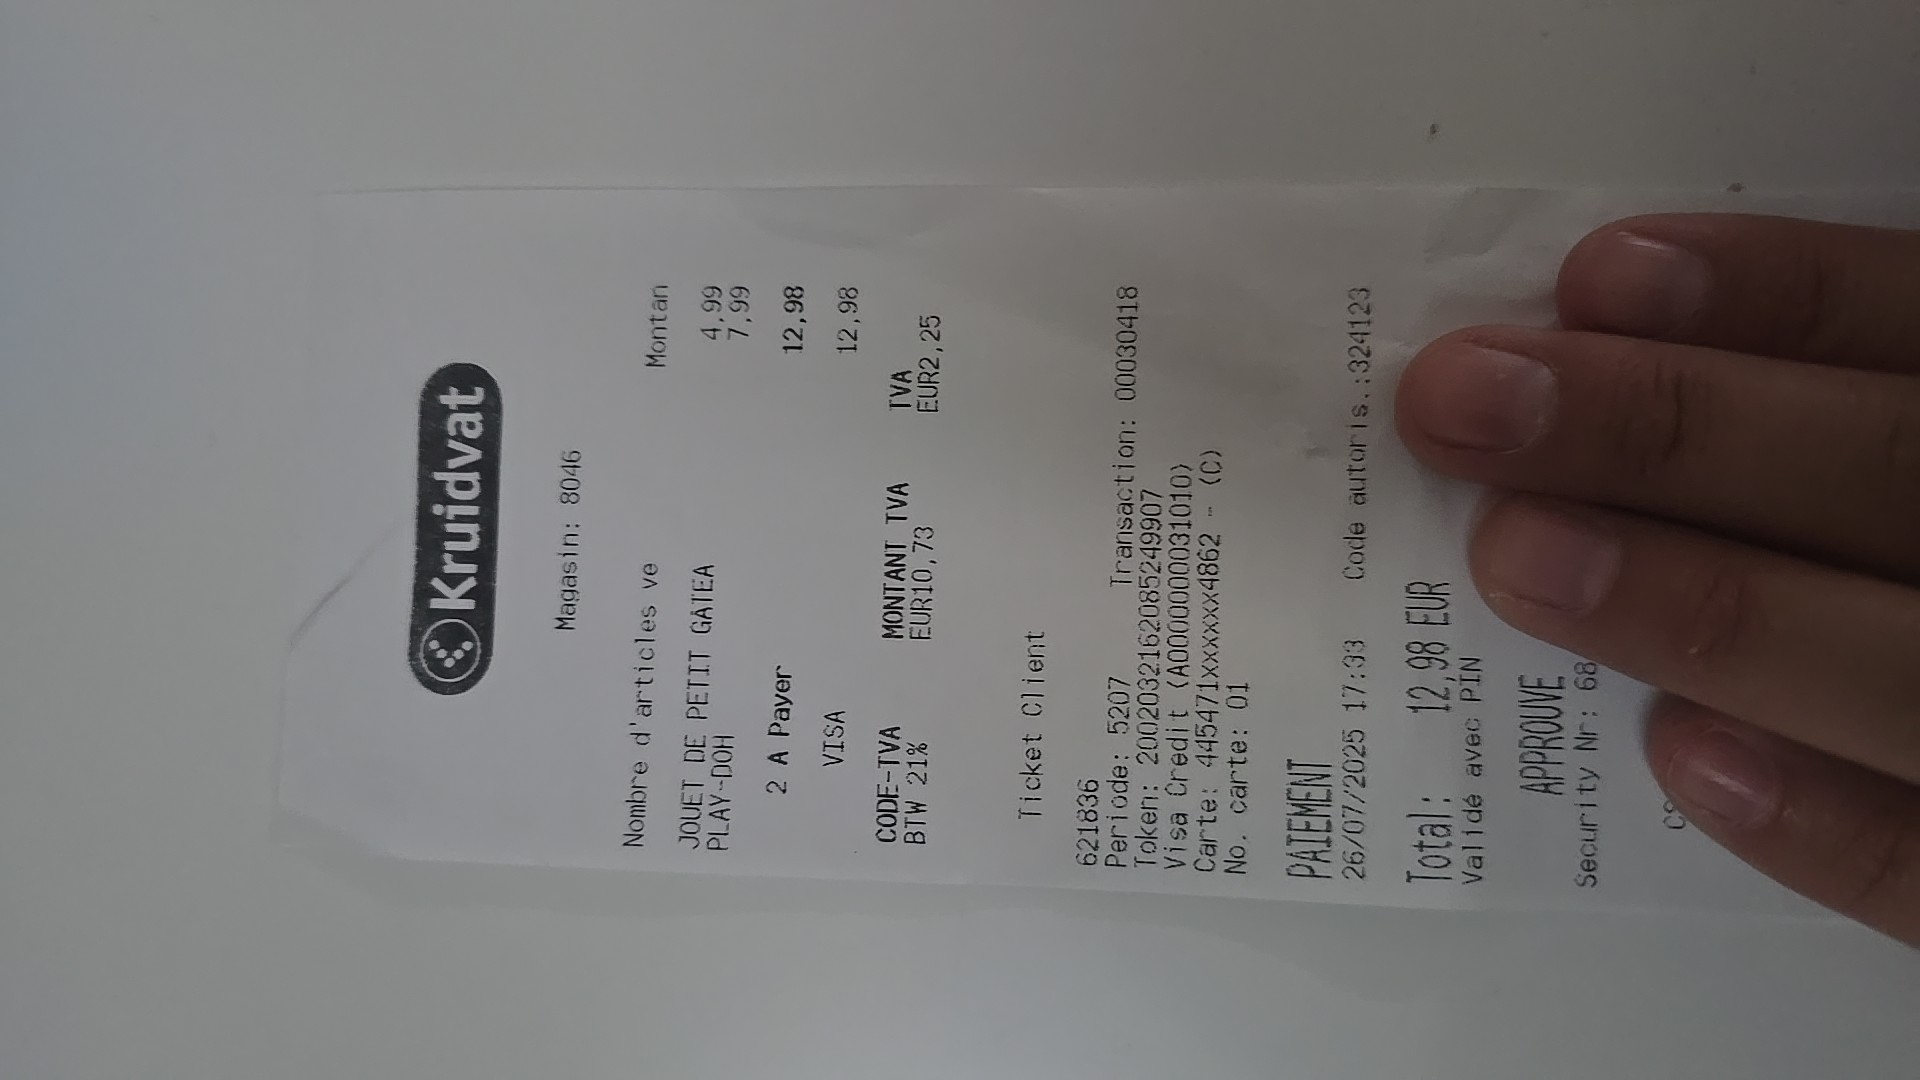 Kruidvat
Magasin: 8046
Nombre d'articles ve Montan
JOUET DE PETIT GATEA 4,99
PLAY-DOH 7,99
2 A Payer 12,98
VISA 12,98
CODE-TVA MONTANT TVA TVA
BTW 21% EUR10,73 EUR2,25
Ticket Client
621836
Periode: 5207 Transaction: 00030418
Token: 2002032162085249907
Visa Credit (A0000000031010)
Carte: 445471xxxxxx4862 - (C)
No. carte: 01
PAIEMENT
26/07/2025 17:33 Code autoris.:324123
Total: 12,98 EUR
Validé avec PIN
APPROUVE
Security Nr: 68